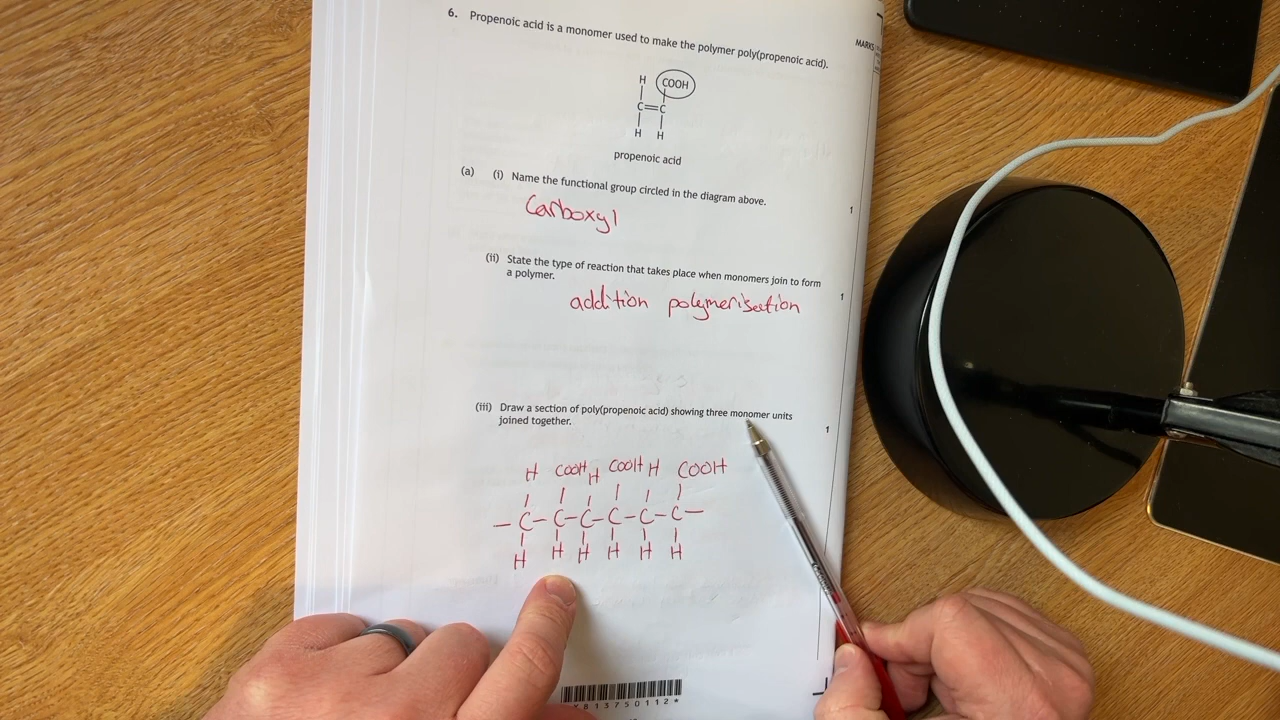 6. Propenoic acid is a monomer used to make the polymer poly(propenoic acid).
MARKS
H COOH
C=C
H H
propenoic acid
(a) (i) Name the functional group circled in the diagram above.
1
Carboxyl
(ii) State the type of reaction that takes place when monomers join to form
a polymer.
1
addition polymerisation
(iii) Draw a section of poly(propenoic acid) showing three monomer units
joined together.
1
H COOH H COOH H COOH
- C - C - C - C - C - C -
H H H H H H
813750112*